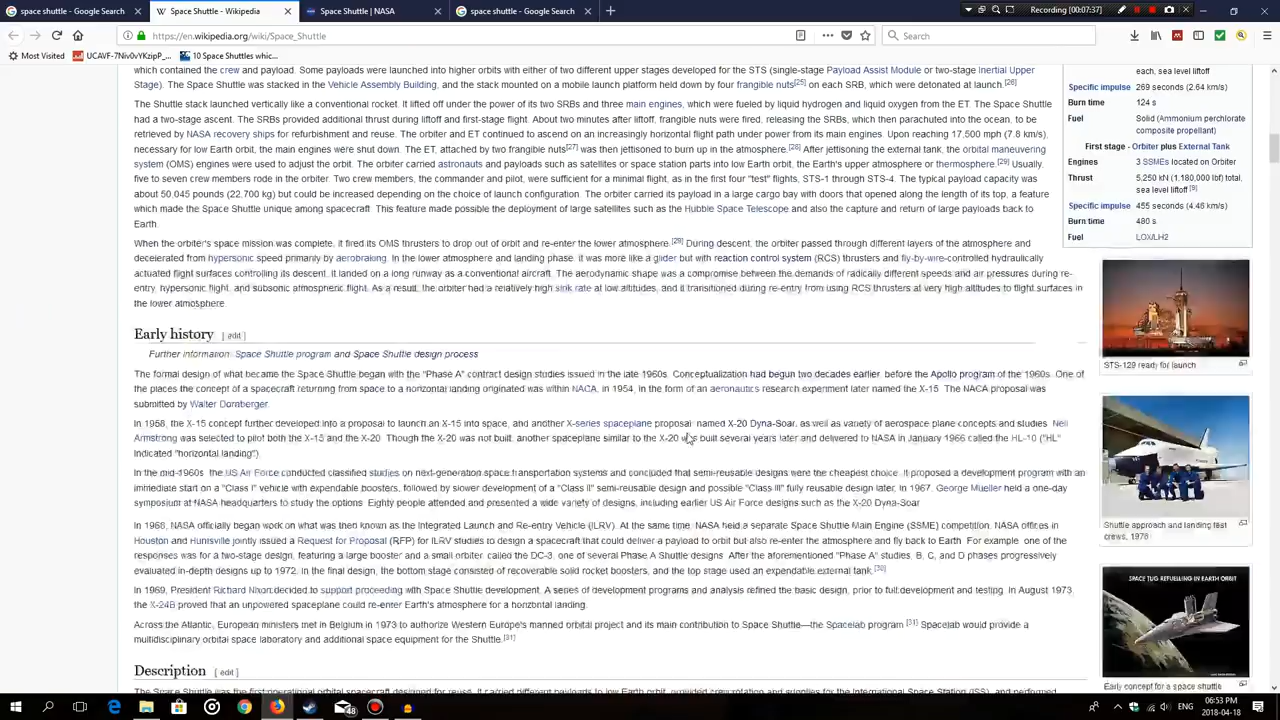 space shuttle - Google Search
Space Shuttle - Wikipedia
Space Shuttle | NASA
space shuttle - Google Search
Recording [00:07:37]
https://en.wikipedia.org/wiki/Space_Shuttle
Search
Most Visited
UCAVF-7Niv0vYKzipP_...
10 Space Shuttles whic...
which contained the crew and payload. Some payloads were launched into higher orbits with either of two different upper stages developed for the STS (single-stage Payload Assist Module or two-stage Inertial Upper
Stage). The Space Shuttle was stacked in the Vehicle Assembly Building, and the stack mounted on a mobile launch platform held down by four frangible nuts[25] on each SRB, which were detonated at launch.[26]
The Shuttle stack launched vertically like a conventional rocket. It lifted off under the power of its two SRBs and three main engines, which were fueled by liquid hydrogen and liquid oxygen from the ET. The Space Shuttle
had a two-stage ascent. The SRBs provided additional thrust during liftoff and first-stage flight. About two minutes after liftoff, frangible nuts were fired, releasing the SRBs, which then parachuted into the ocean, to be
retrieved by NASA recovery ships for refurbishment and reuse. The orbiter and ET continued to ascend on an increasingly horizontal flight path under power from its main engines. Upon reaching 17,500 mph (7.8 km/s),
necessary for low Earth orbit, the main engines were shut down. The ET, attached by two frangible nuts[27] was then jettisoned to burn up in the atmosphere.[28] After jettisoning the external tank, the orbital maneuvering
system (OMS) engines were used to adjust the orbit. The orbiter carried astronauts and payloads such as satellites or space station parts into low Earth orbit, the Earth's upper atmosphere or thermosphere.[29] Usually,
five to seven crew members rode in the orbiter. Two crew members, the commander and pilot, were sufficient for a minimal flight, as in the first four "test" flights, STS-1 through STS-4. The typical payload capacity was
about 50,045 pounds (22,700 kg) but could be increased depending on the choice of launch configuration. The orbiter carried its payload in a large cargo bay with doors that opened along the length of its top, a feature
which made the Space Shuttle unique among spacecraft. This feature made possible the deployment of large satellites such as the Hubble Space Telescope and also the capture and return of large payloads back to
Earth.
When the orbiter's space mission was complete, it fired its OMS thrusters to drop out of orbit and re-enter the lower atmosphere.[29] During descent, the orbiter passed through different layers of the atmosphere and
decelerated from hypersonic speed primarily by aerobraking. In the lower atmosphere and landing phase, it was more like a glider but with reaction control system (RCS) thrusters and fly-by-wire-controlled hydraulically
actuated flight surfaces controlling its descent. It landed on a long runway as a conventional aircraft. The aerodynamic shape was a compromise between the demands of radically different speeds and air pressures during re-
entry, hypersonic flight, and subsonic atmospheric flight. As a result, the orbiter had a relatively high sink rate at low altitudes, and it transitioned during re-entry from using RCS thrusters at very high altitudes to flight surfaces in
the lower atmosphere.
Early history [ edit ]
Further information: Space Shuttle program and Space Shuttle design process
The formal design of what became the Space Shuttle began with the "Phase A" contract design studies issued in the late 1960s. Conceptualization had begun two decades earlier, before the Apollo program of the 1960s. One of
the places the concept of a spacecraft returning from space to a horizontal landing originated was within NACA, in 1954, in the form of an aeronautics research experiment later named the X-15. The NACA proposal was
submitted by Walter Dornberger.
In 1958, the X-15 concept further developed into a proposal to launch an X-15 into space, and another X-series spaceplane proposal, named X-20 Dyna-Soar, as well as variety of aerospace plane concepts and studies. Neil
Armstrong was selected to pilot both the X-15 and the X-20. Though the X-20 was not built, another spaceplane similar to the X-20 was built several years later and delivered to NASA in January 1966 called the HL-10 ("HL"
indicated "horizontal landing").
In the mid-1960s, the US Air Force conducted classified studies on next-generation space transportation systems and concluded that semi-reusable designs were the cheapest choice. It proposed a development program with an
immediate start on a "Class I" vehicle with expendable boosters, followed by slower development of a "Class II" semi-reusable design and possible "Class III" fully reusable design later. In 1967, George Mueller held a one-day
symposium at NASA headquarters to study the options. Eighty people attended and presented a wide variety of designs, including earlier US Air Force designs such as the X-20 Dyna-Soar.
In 1968, NASA officially began work on what was then known as the Integrated Launch and Re-entry Vehicle (ILRV). At the same time, NASA held a separate Space Shuttle Main Engine (SSME) competition. NASA offices in
Houston and Huntsville jointly issued a Request for Proposal (RFP) for ILRV studies to design a spacecraft that could deliver a payload to orbit but also re-enter the atmosphere and fly back to Earth. For example, one of the
responses was for a two-stage design, featuring a large booster and a small orbiter, called the DC-3, one of several Phase A Shuttle designs. After the aforementioned "Phase A" studies, B, C, and D phases progressively
evaluated in-depth designs up to 1972. In the final design, the bottom stage consisted of recoverable solid rocket boosters, and the top stage used an expendable external tank.[30]
In 1969, President Richard Nixon decided to support proceeding with Space Shuttle development. A series of development programs and analysis refined the basic design, prior to full development and testing. In August 1973,
the X-24B proved that an unpowered spaceplane could re-enter Earth's atmosphere for a horizontal landing.
Across the Atlantic, European ministers met in Belgium in 1973 to authorize Western Europe's manned orbital project and its main contribution to Space Shuttle—the Spacelab program.[31] Spacelab would provide a
multidisciplinary orbital space laboratory and additional space equipment for the Shuttle.[31]
Description [ edit ]
The Space Shuttle was the first operational orbital spacecraft designed for reuse. It carried different payloads to low Earth orbit, provided crew rotation and supplies for the International Space Station (ISS), and performed
each, sea level liftoff
Specific impulse 269 seconds (2.64 km/s)
Burn time 124 s
Fuel Solid (Ammonium perchlorate
composite propellant)
First stage - Orbiter plus External Tank
Engines 3 SSMEs located on Orbiter
Thrust 5,250 kN (1,180,000 lbf) total,
sea level liftoff [9]
Specific impulse 455 seconds (4.46 km/s)
Burn time 480 s
Fuel LOX/LH2
STS-129 ready for launch
Shuttle approach and landing test
crews, 1976
SPACE TUG REFUELLING IN EARTH ORBIT
Early concept for a space shuttle
48
ENG
06:53 PM
2018-04-18